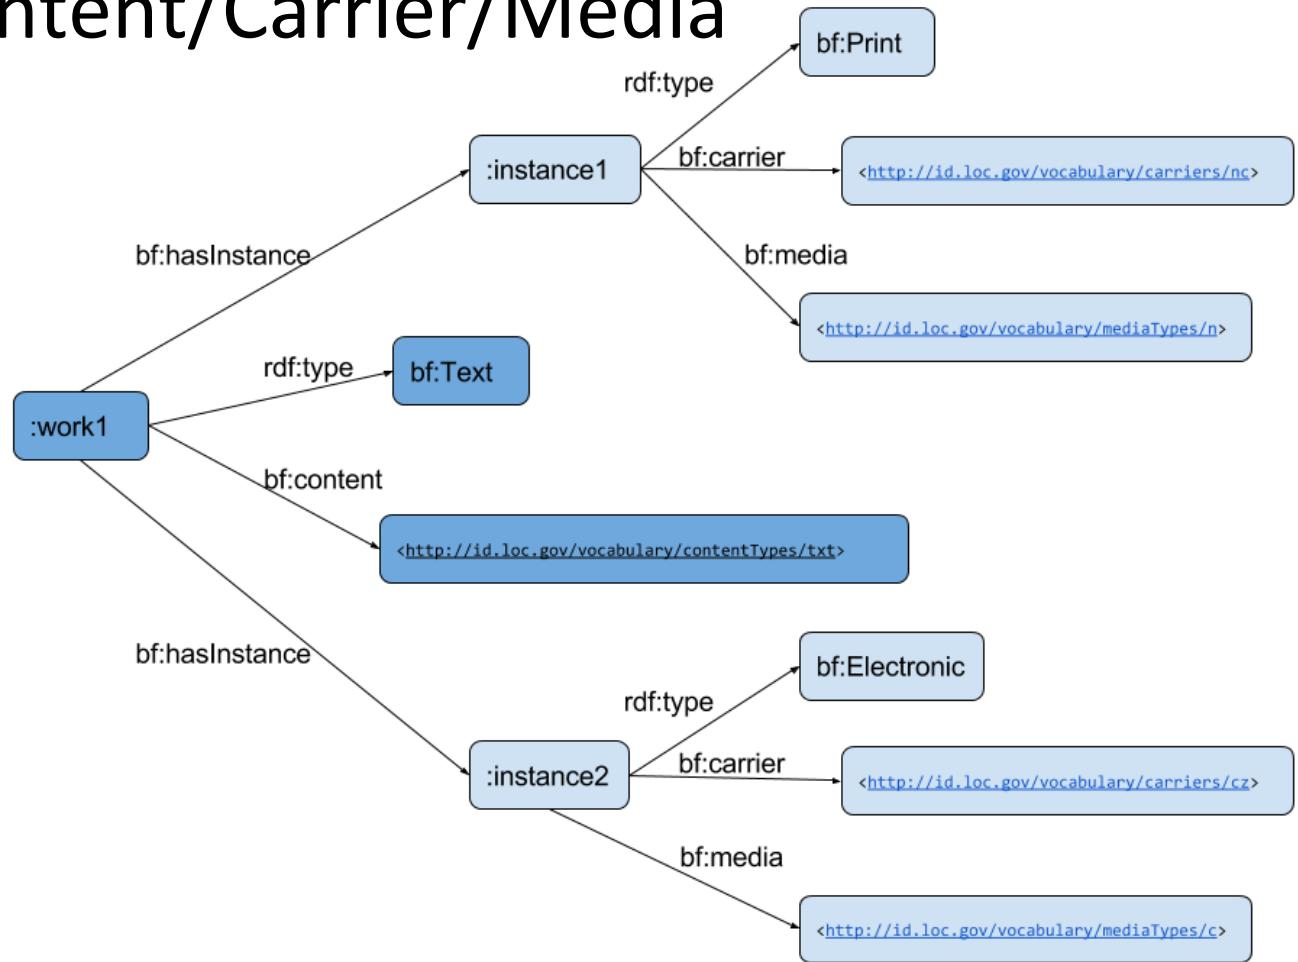 ntent/Carrier/Media
bf:Print
rdf:type
:instance1
bf:carrier
<http://id.loc.gov/vocabulary/carriers/nc>
bf:hasInstance
bf:media
<http://id.loc.gov/vocabulary/mediaTypes/n>
rdf:type
bf:Text
:work1
bf:content
<http://id.loc.gov/vocabulary/contentTypes/txt>
bf:hasInstance
bf:Electronic
rdf:type
:instance2
bf:carrier
<http://id.loc.gov/vocabulary/carriers/cz>
bf:media
<http://id.loc.gov/vocabulary/mediaTypes/c>